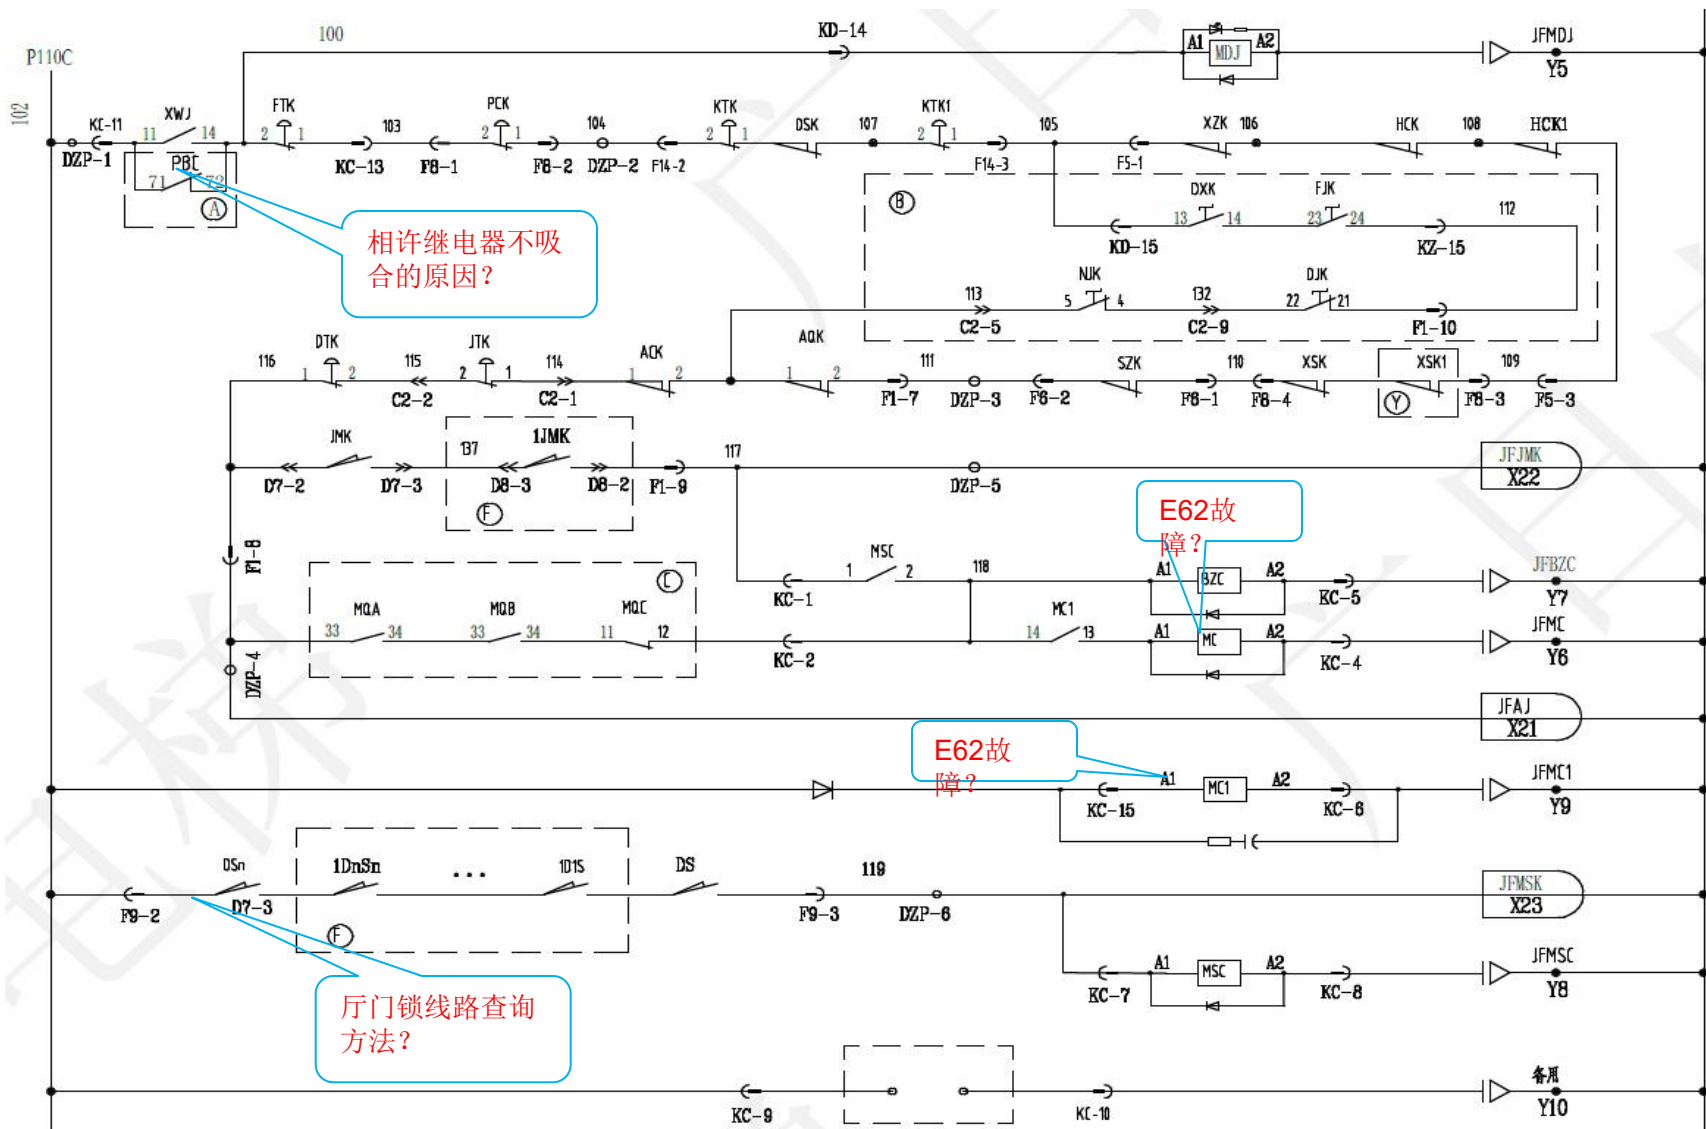 100
KD-14
A1
MDJ
A2
JFMDJ
Y5
P110C
102
KC-11
DZP-1
11
XWJ
14
71
PBC
72
A
FTK
2
1
103
KC-13
F8-1
PCK
2
1
F8-2
104
DZP-2
F14-2
KTK
2
1
DSK
107
KTK1
2
1
F14-3
105
F5-1
XZK
106
HCK
108
HCK1
相许继电器不吸
合的原因?
B
DXK
13
14
FJK
23
24
112
KD-15
KZ-15
113
C2-5
NJK
5
4
132
C2-9
DJK
22
21
F1-10
116
DTK
1
2
115
C2-2
JTK
2
1
114
C2-1
ACK
1
2
AQK
1
2
111
F1-7
DZP-3
F6-2
SZK
F6-1
110
F8-4
XSK
XSK1
Y
109
F8-3
F5-3
JMK
D7-2
D7-3
137
1JMK
D8-3
D8-2
F
F1-9
117
DZP-5
JFJMK
X22
E62故
障?
F1-8
MSC
1
2
KC-1
118
A1
BZC
A2
KC-5
JFBZC
Y7
C
MQA
33
34
MQB
33
34
MQC
11
12
KC-2
MC1
14
13
A1
MC
A2
KC-4
JFMC
Y6
DZP-4
JFAJ
X21
E62故
障?
KC-15
A1
MC1
A2
KC-6
JFMC1
Y9
F9-2
DSn
D7-3
1DnSn
...
1D1S
F
DS
F9-3
119
DZP-6
JFMSK
X23
厅门锁线路查询
方法?
KC-7
A1
MSC
A2
KC-8
JFMSC
Y8
KC-9
KC-10
备用
Y10
电梯